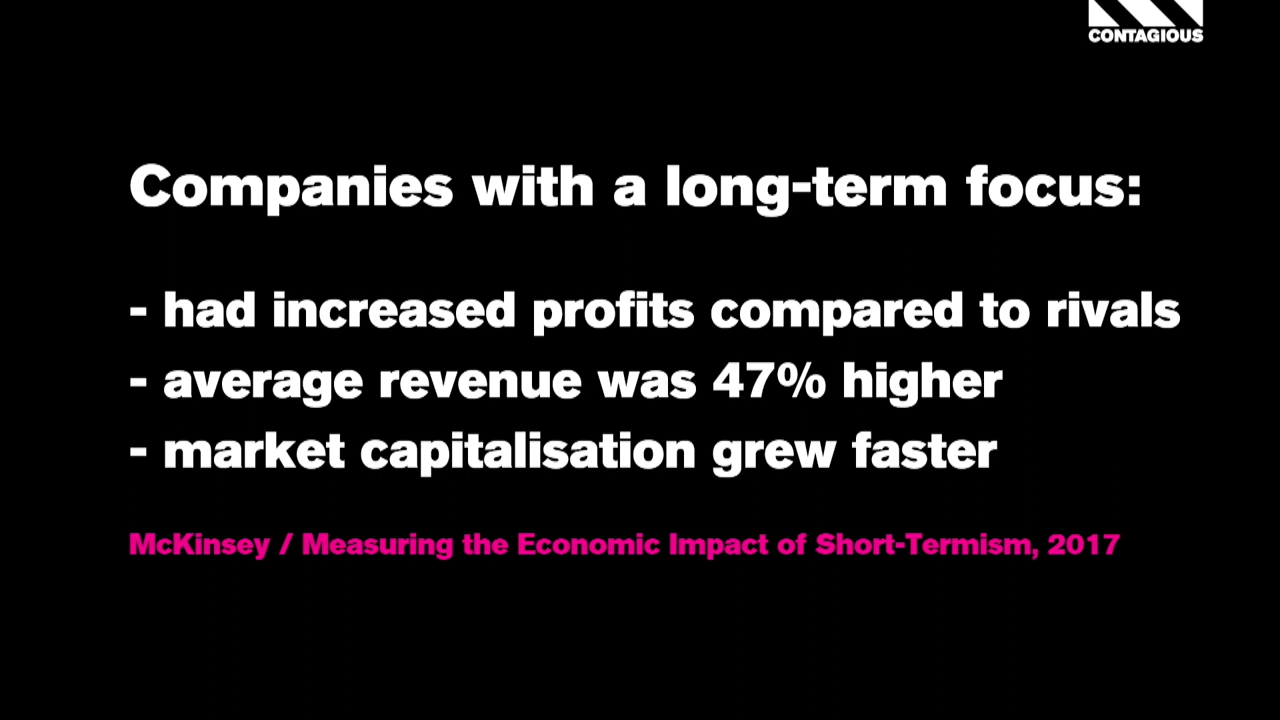 CONTAGIOUS
Companies with a long-term focus:
- had increased profits compared to rivals
- average revenue was 47% higher
- market capitalisation grew faster
McKinsey / Measuring the Economic Impact of Short-Termism, 2017